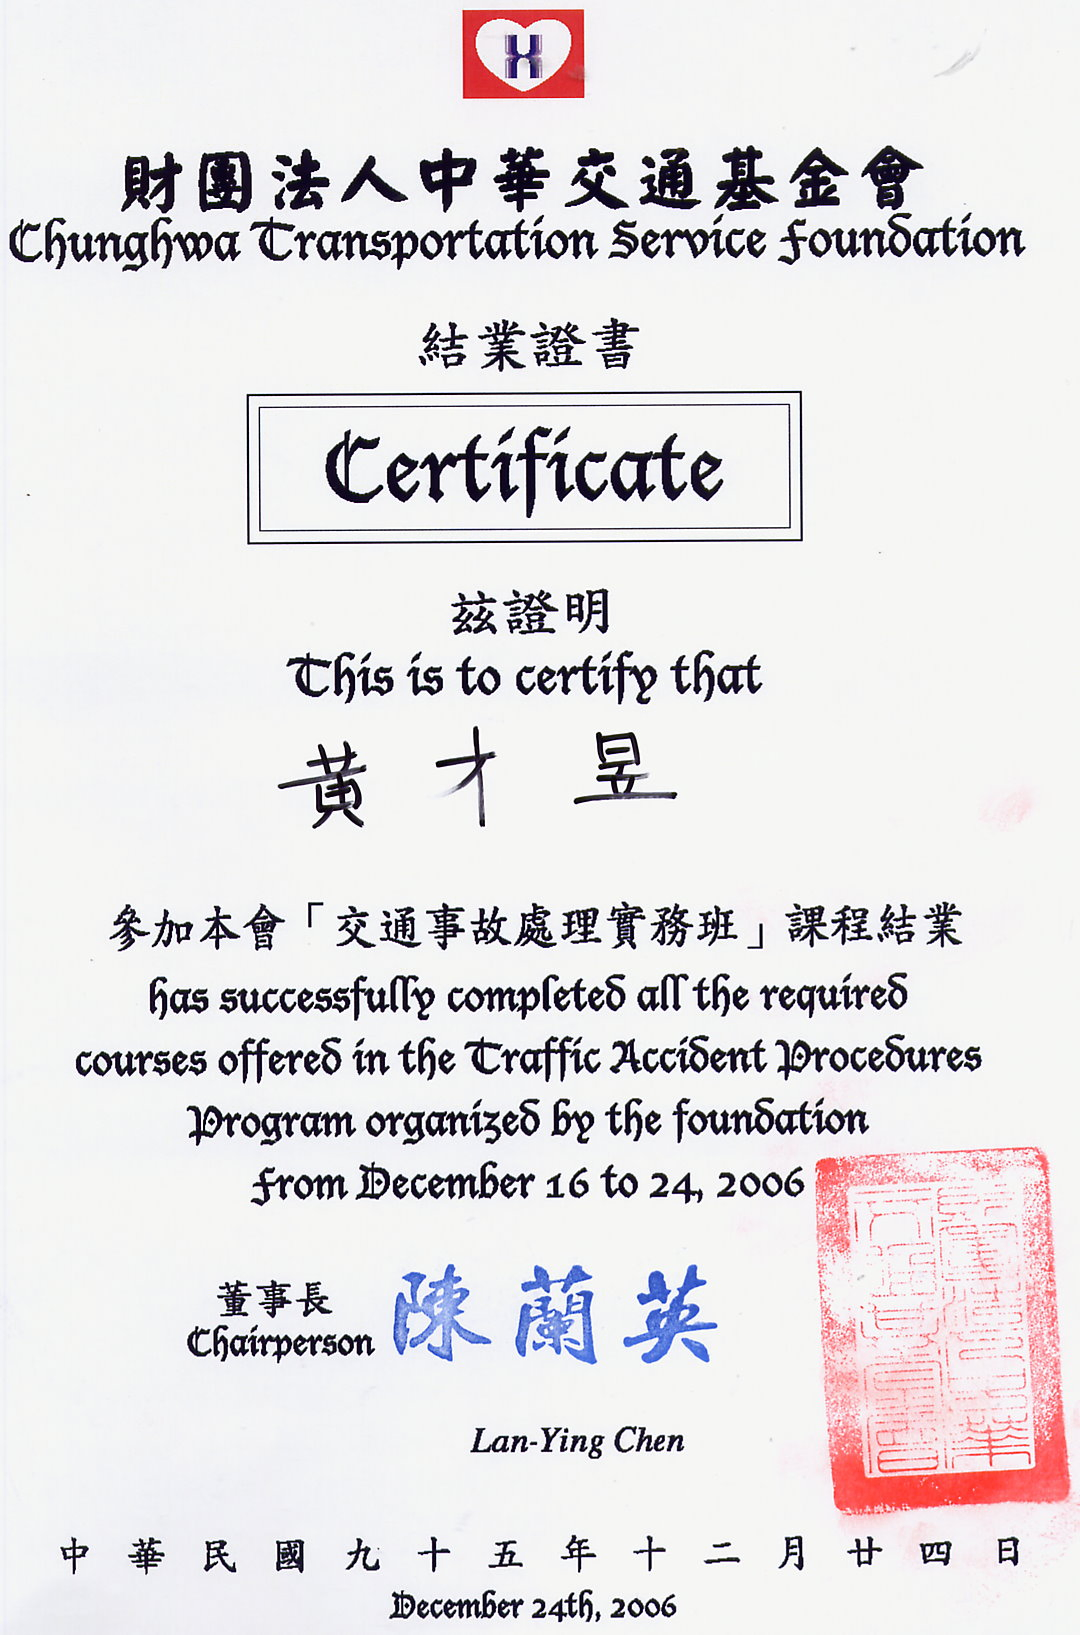 X
財團法人中華交通基金會
Chunghwa Transportation Service Foundation
結業證書
Certificate
茲證明
This is to certify that
黃才昱
參加本會「交通事故處理實務班」課程結業
has successfully completed all the required
courses offered in the Traffic Accident Procedures
Program organized by the foundation
From December 16 to 24, 2006
董事長 陳蘭英
Chairperson
Lan-Ying Chen
中華民國九十五年十二月廿四日
December 24th, 2006